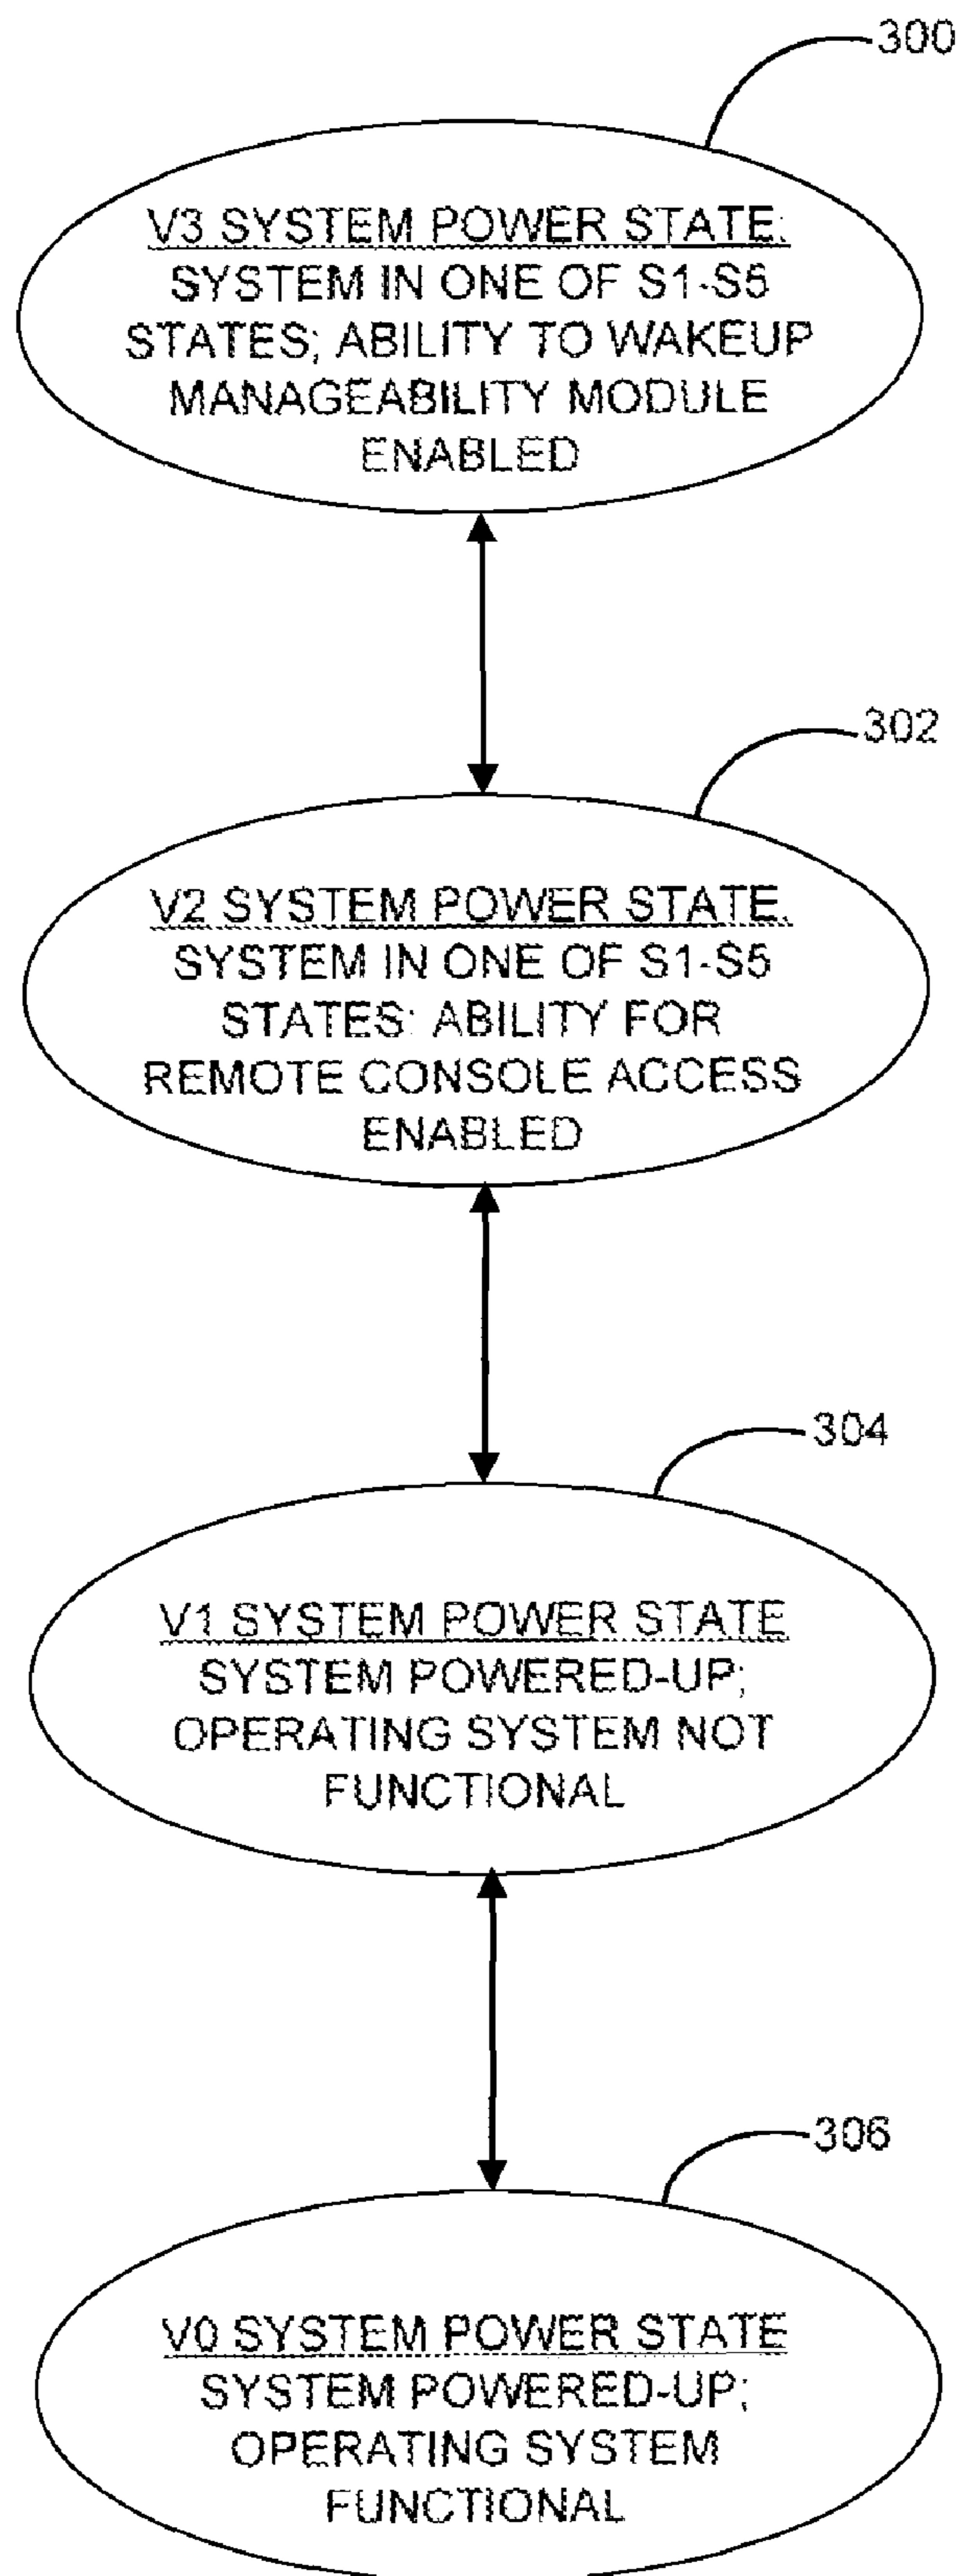 300
V3 SYSTEM POWER STATE:
SYSTEM IN ONE OF S1-S5
STATES; ABILITY TO WAKEUP
MANAGEABILITY MODULE
ENABLED
302
V2 SYSTEM POWER STATE.
SYSTEM IN ONE OF S1-S5
STATES: ABILITY FOR
REMOTE CONSOLE ACCESS
ENABLED
304
V1 SYSTEM POWER STATE
SYSTEM POWERED-UP;
OPERATING SYSTEM NOT
FUNCTIONAL
306
V0 SYSTEM POWER STATE
SYSTEM POWERED-UP;
OPERATING SYSTEM
FUNCTIONAL